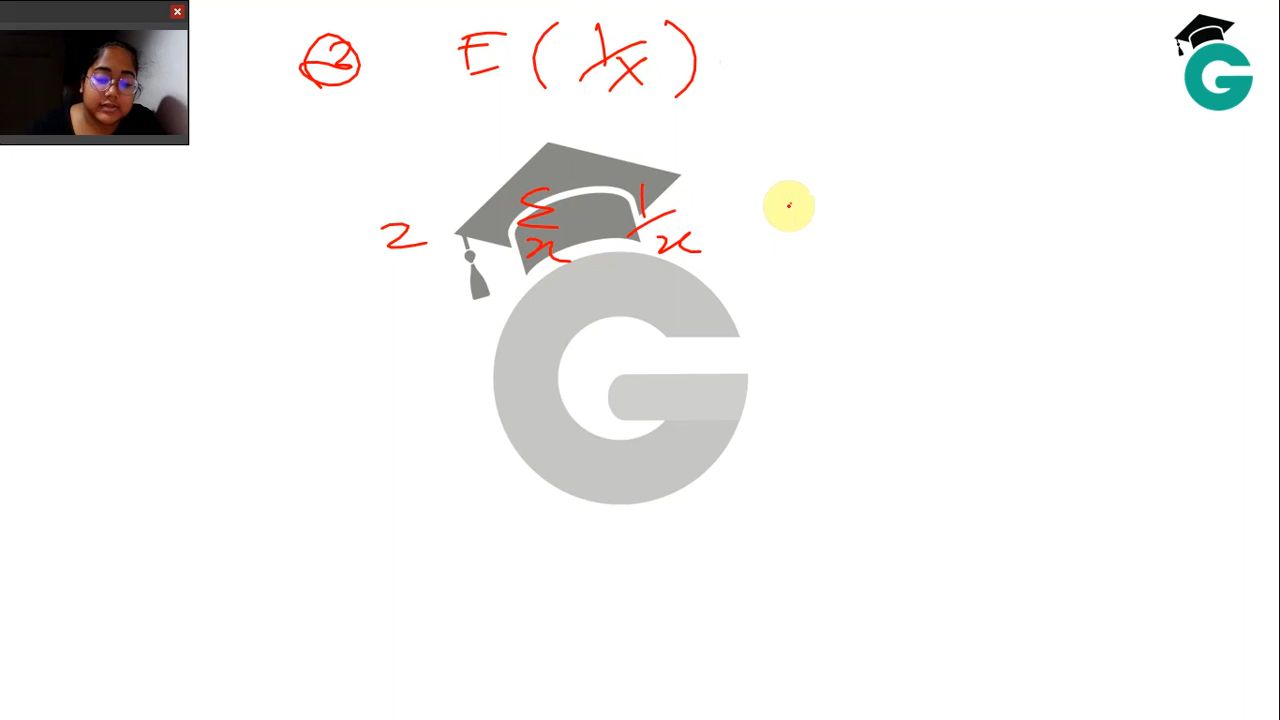 ② E ( 1/X )
= Σ x 1/x